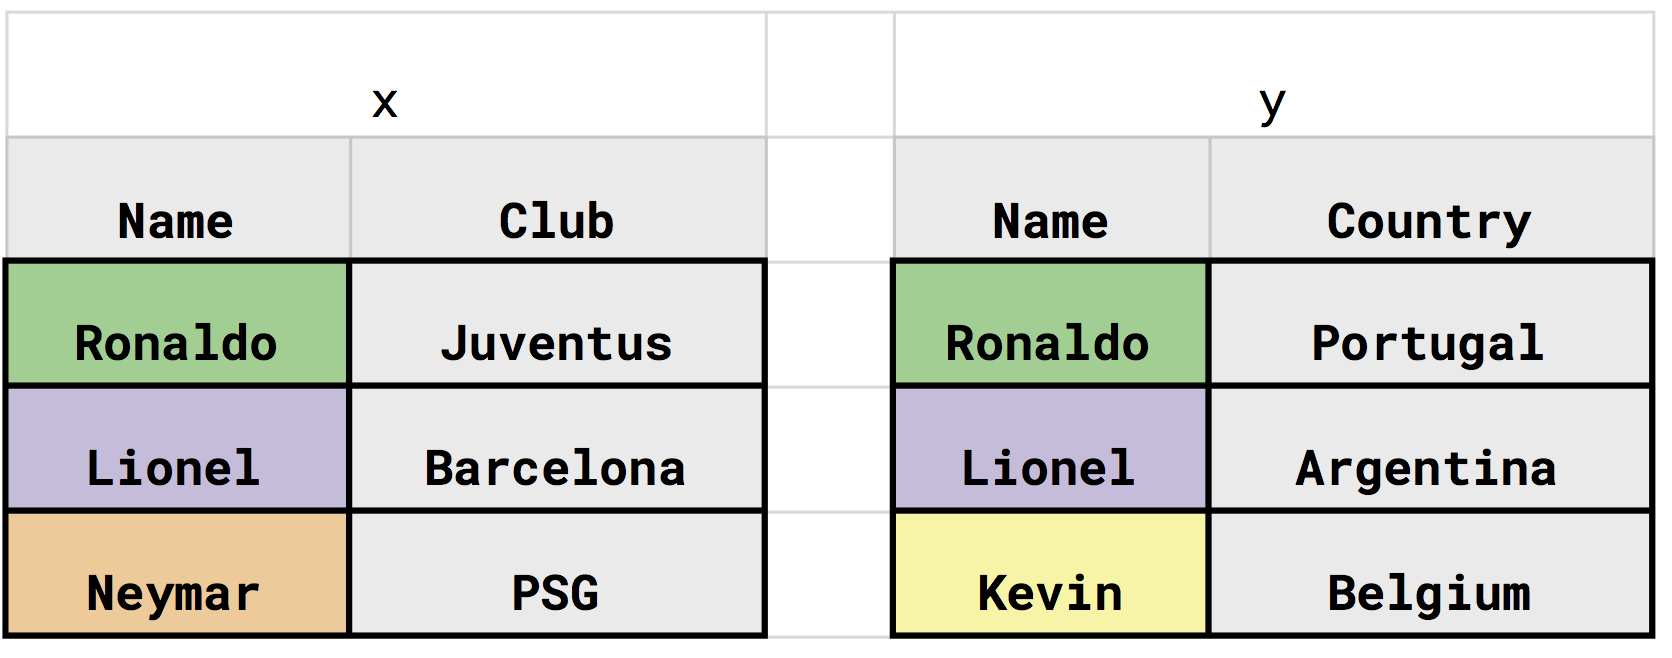 x y
Name Club Name Country
Ronaldo Juventus Ronaldo Portugal
Lionel Barcelona Lionel Argentina
Neymar PSG Kevin Belgium